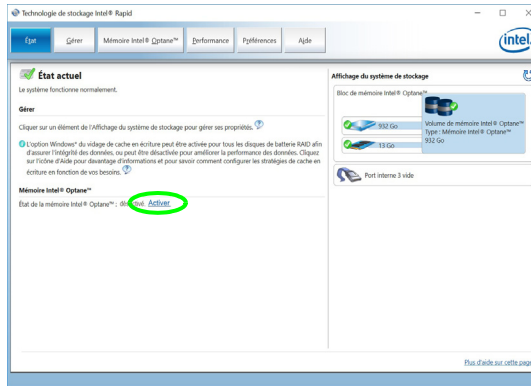 Technologie de stockage Intel® Rapid
État
Gérer
Mémoire Intel® Optane™
Performance
Préférences
Aide
intel
État actuel
Le système fonctionne normalement.
Gérer
Cliquer sur un élément de l'Affichage du système de stockage pour gérer ses propriétés.
L'option Windows* du vidage de cache en écriture peut être activée pour tous les disques de batterie RAID afin
d'assurer l'intégrité des données, ou peut être désactivée pour améliorer la performance des données. Cliquez
sur l'icône d'Aide pour davantage d'informations et pour savoir comment configurer les stratégies de cache en
écriture en fonction de vos besoins.
Mémoire Intel® Optane™
État de la mémoire Intel® Optane™ : désactivé. Activer
Affichage du système de stockage
Bloc de mémoire Intel® Optane™
932 Go
13 Go
Volume de mémoire Intel® Optane™
Type : Mémoire Intel® Optane™
932 Go
Port interne 3 vide
Plus d'aide sur cette page